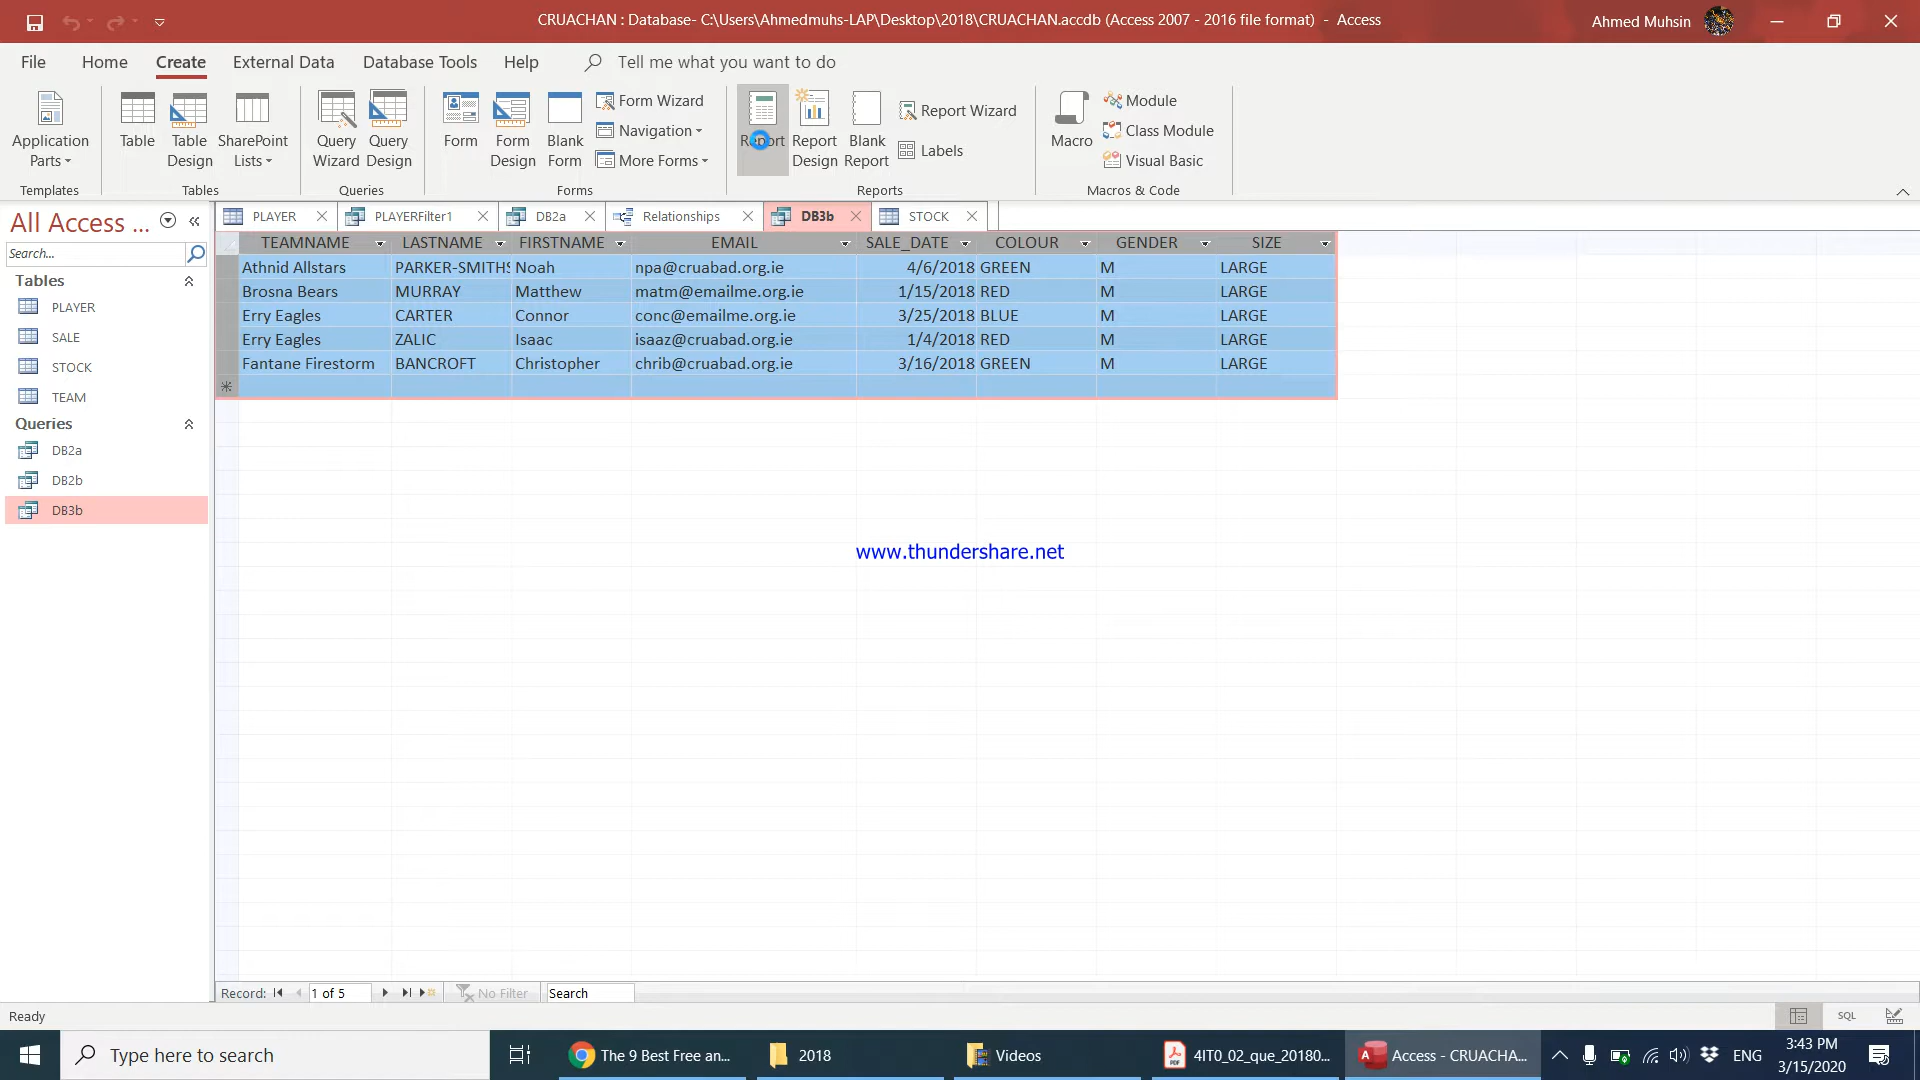 CRUACHAN : Database- C:\Users\Ahmedmuhs-LAP\Desktop\2018\CRUACHAN.accdb (Access 2007 - 2016 file format) - Access
Ahmed Muhsin
File Home Create External Data Database Tools Help Tell me what you want to do
Application Parts
Table
Table Design
SharePoint Lists
Query Wizard
Query Design
Form
Form Design
Blank Form
Form Wizard
Navigation
More Forms
Report
Report Design
Blank Report
Report Wizard
Labels
Macro
Module
Class Module
Visual Basic
Templates Tables Queries Forms Reports Macros & Code
All Access ...
Search...
Tables
PLAYER
SALE
STOCK
TEAM
Queries
DB2a
DB2b
DB3b
PLAYER PLAYERFilter1 DB2a Relationships DB3b STOCK
TEAMNAME LASTNAME FIRSTNAME EMAIL SALE_DATE COLOUR GENDER SIZE
Athnid Allstars PARKER-SMITHS Noah npa@cruabad.org.ie 4/6/2018 GREEN M LARGE
Brosna Bears MURRAY Matthew matm@emailme.org.ie 1/15/2018 RED M LARGE
Erry Eagles CARTER Connor conc@emailme.org.ie 3/25/2018 BLUE M LARGE
Erry Eagles ZALIC Isaac isaaz@cruabad.org.ie 1/4/2018 RED M LARGE
Fantane Firestorm BANCROFT Christopher chrib@cruabad.org.ie 3/16/2018 GREEN M LARGE
www.thundershare.net
Record: 1 of 5 No Filter Search
Ready
SQL
Type here to search
The 9 Best Free an...
2018
Videos
4IT0_02_que_20180...
Access - CRUACHA...
ENG
3:43 PM
3/15/2020